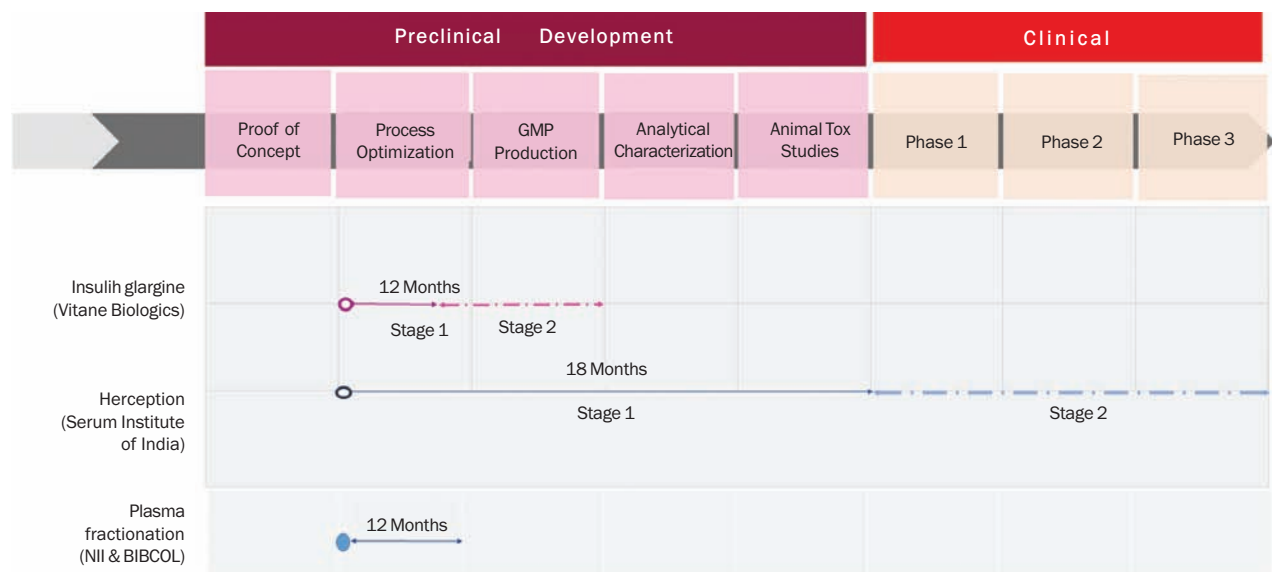 Preclinical Development
Clinical
Proof of
Concept
Process
Optimization
GMP
Production
Analytical
Characterization
Animal Tox
Studies
Phase 1
Phase 2
Phase 3
Insulih glargine
(Vitane Biologics)
12 Months
Stage 1
Stage 2
Herception
(Serum Institute
of India)
18 Months
Stage 1
Stage 2
Plasma
fractionation
(NII & BIBCOL)
12 Months